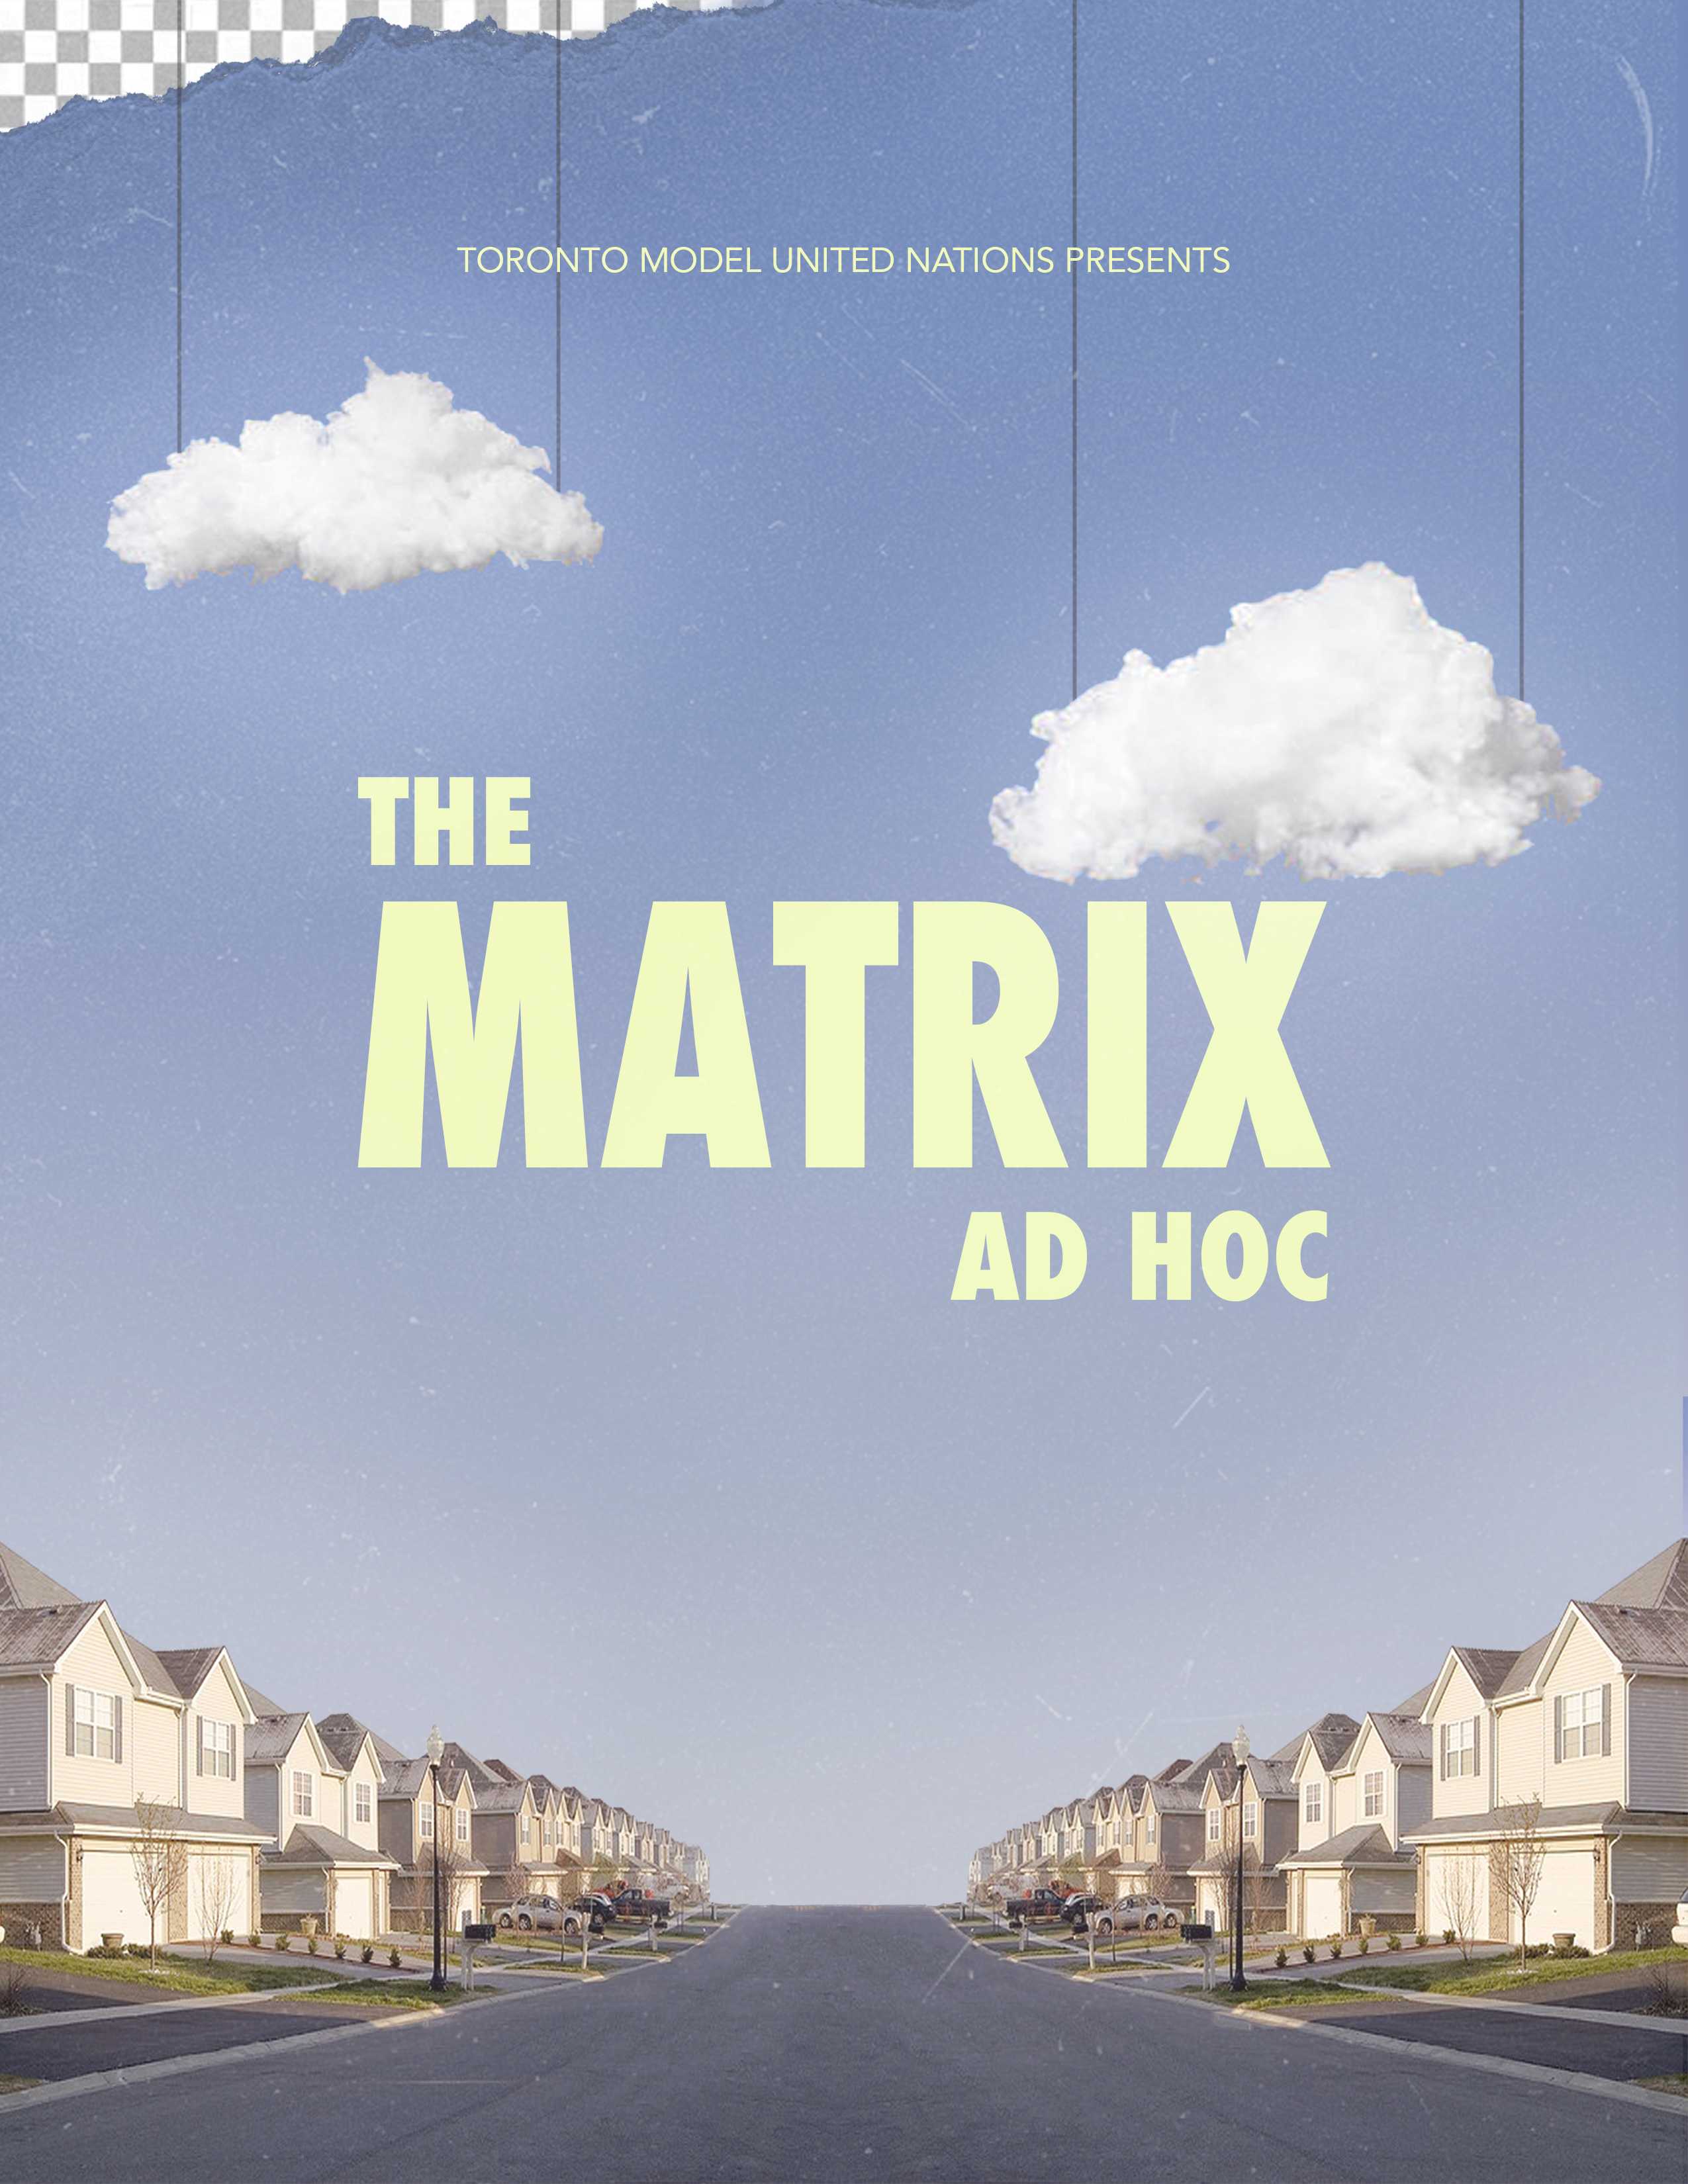 TORONTO MODEL UNITED NATIONS PRESENTS
THE
MATRIX
AD HOC